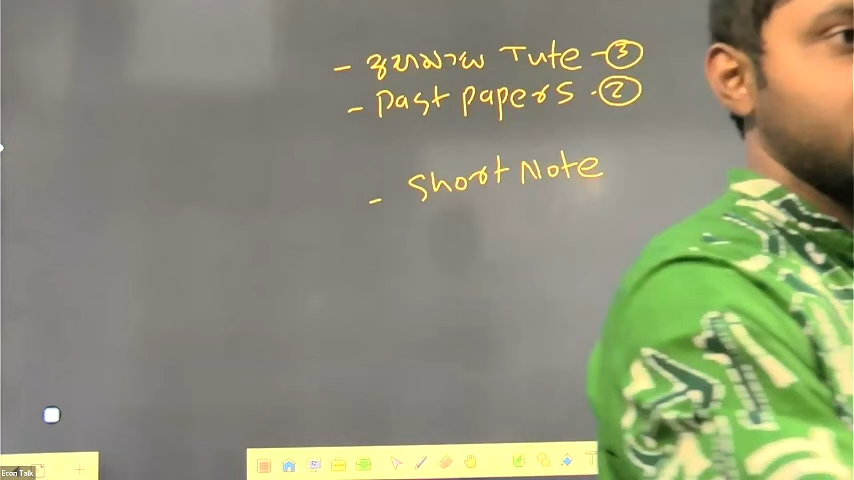 - Tute - ③
- Past papers - ②
- Short Note
Econ Talk